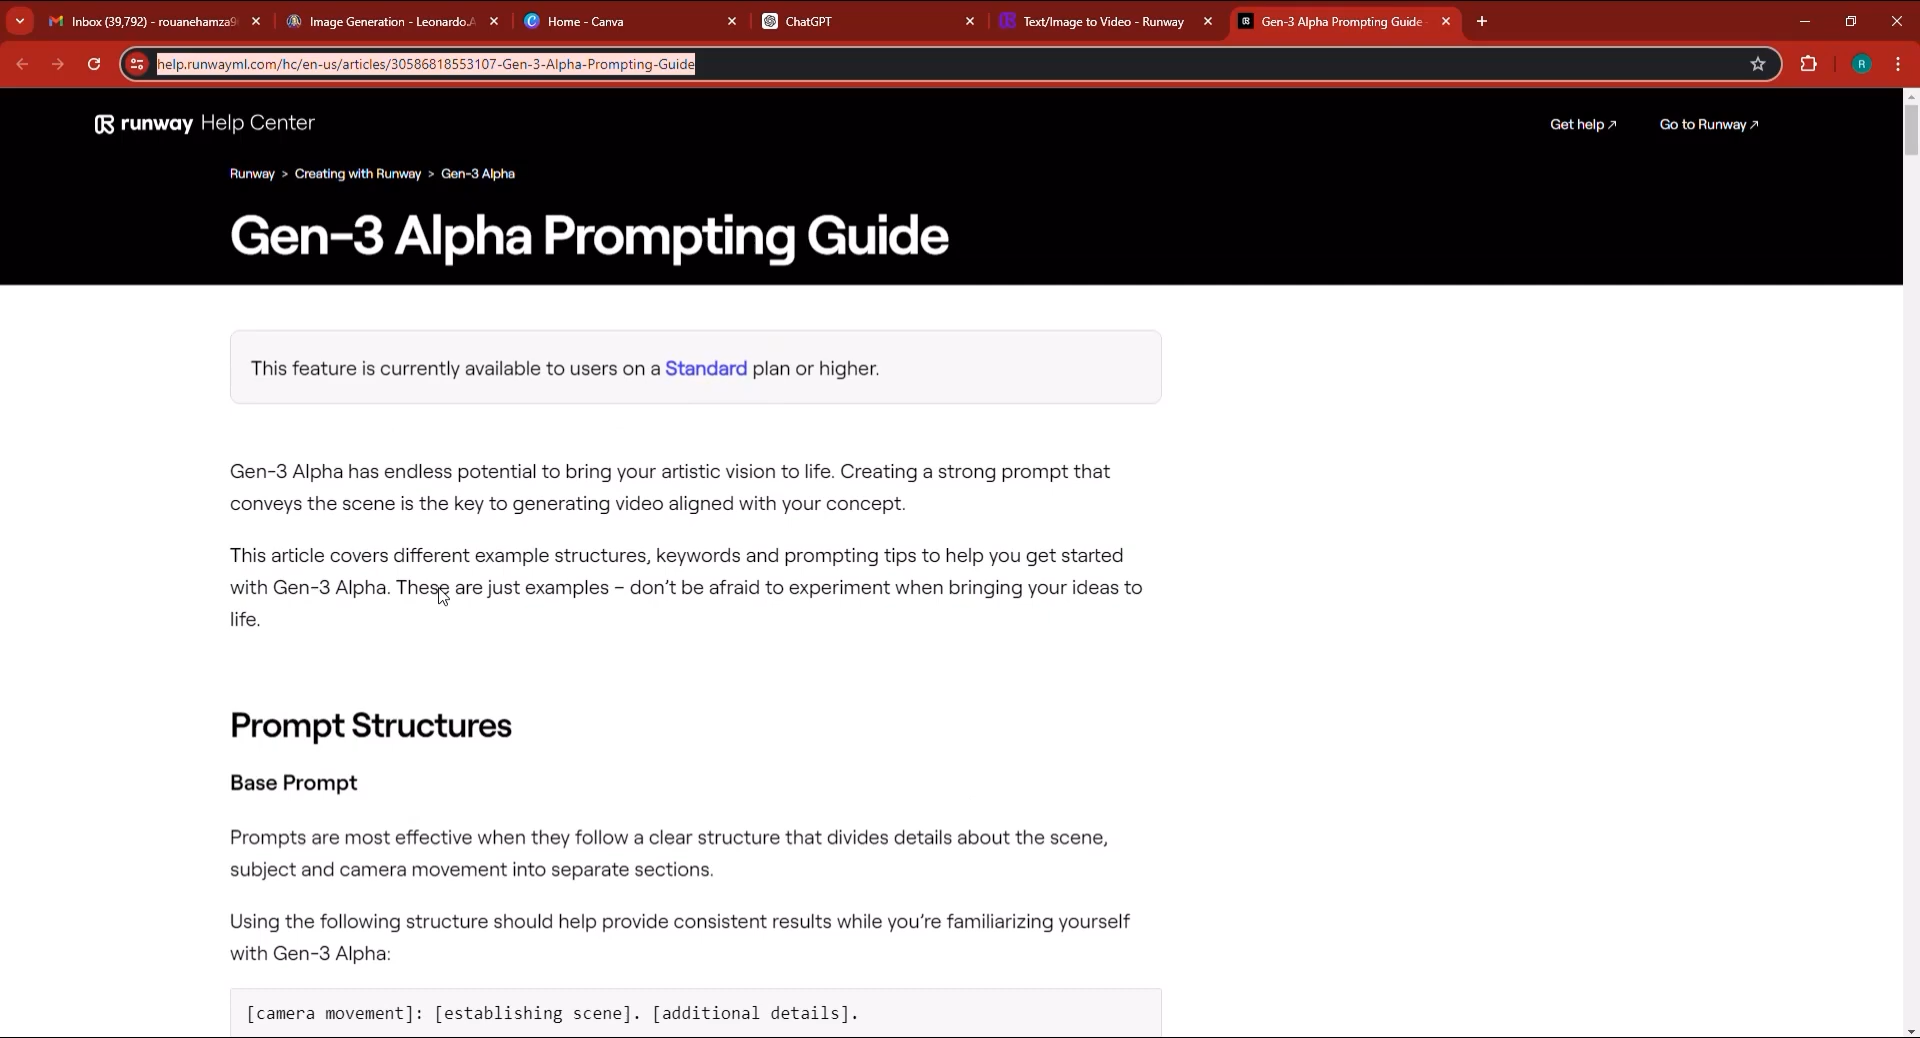 Inbox (39,792) - rouanehamza9
Image Generation - Leonardo.A
Home - Canva
ChatGPT
Text/Image to Video - Runway
Gen-3 Alpha Prompting Guide
help.runwayml.com/hc/en-us/articles/30586818553107-Gen-3-Alpha-Prompting-Guide
R
runway Help Center
Get help ↗
Go to Runway ↗
Runway > Creating with Runway > Gen-3 Alpha
Gen-3 Alpha Prompting Guide
This feature is currently available to users on a Standard plan or higher.
Gen-3 Alpha has endless potential to bring your artistic vision to life. Creating a strong prompt that
conveys the scene is the key to generating video aligned with your concept.
This article covers different example structures, keywords and prompting tips to help you get started
with Gen-3 Alpha. These are just examples – don't be afraid to experiment when bringing your ideas to
life.
Prompt Structures
Base Prompt
Prompts are most effective when they follow a clear structure that divides details about the scene,
subject and camera movement into separate sections.
Using the following structure should help provide consistent results while you're familiarizing yourself
with Gen-3 Alpha:
[camera movement]: [establishing scene]. [additional details].